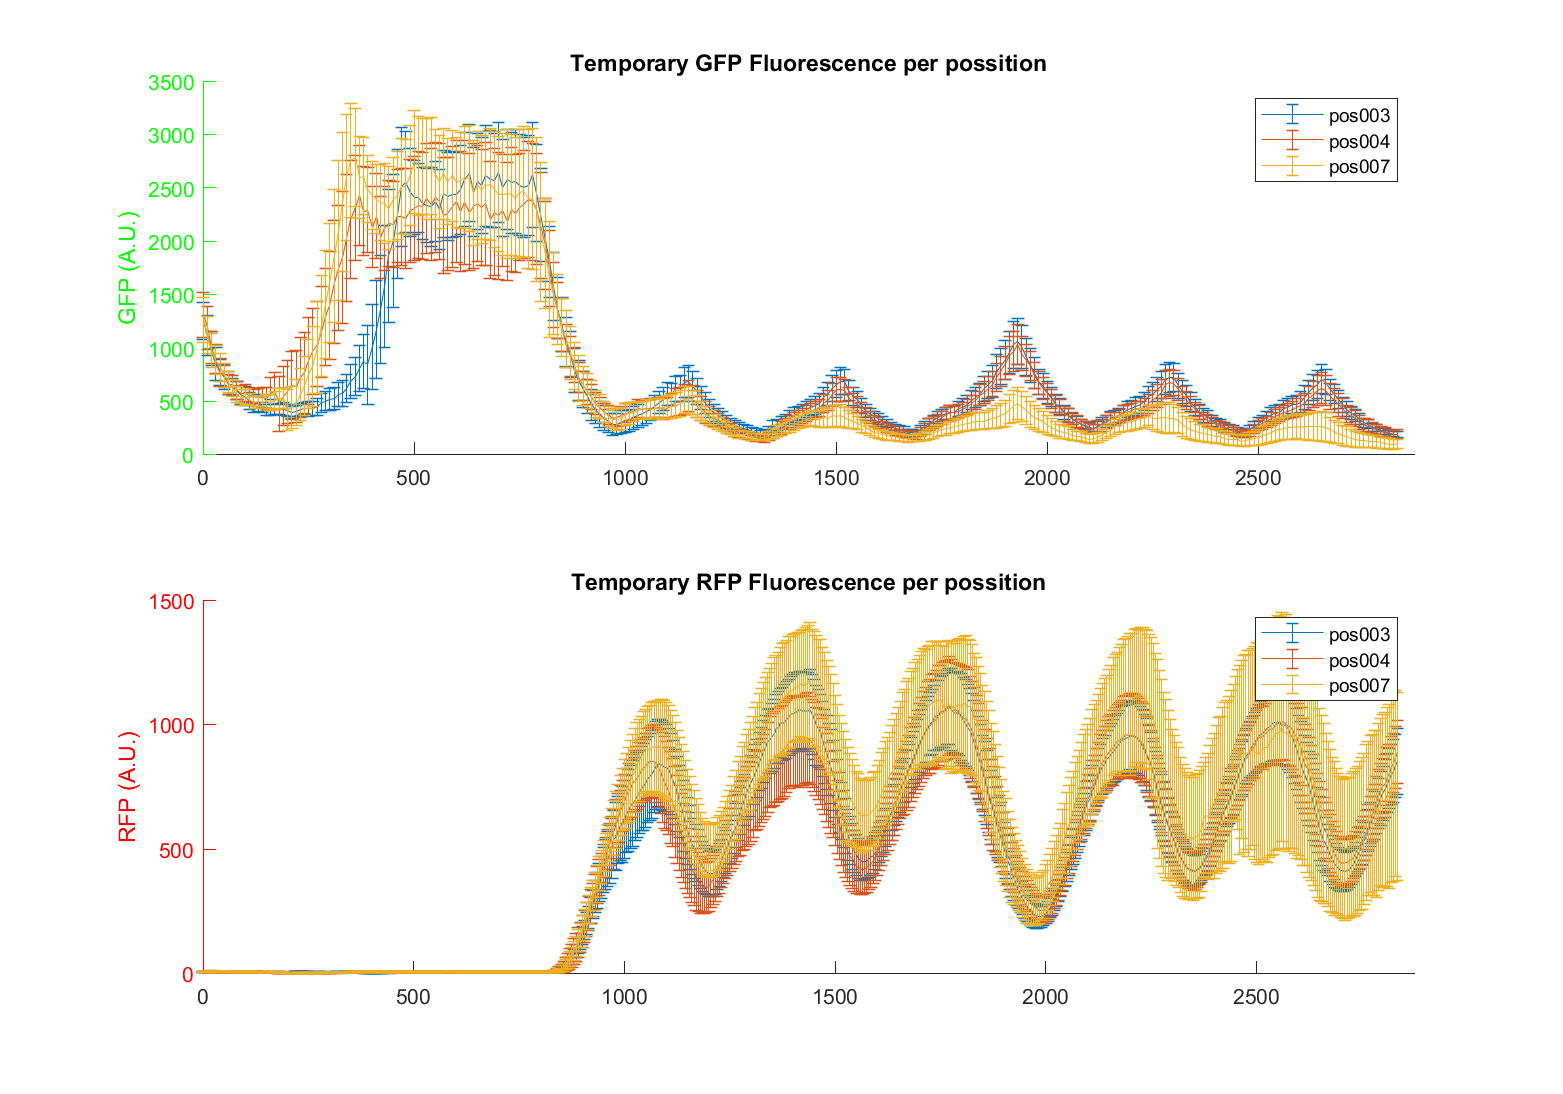 Temporary GFP Fluorescence per possition
3500
3000
2500
2000
1500
1000
500
0
GFP (A.U.)
pos003
pos004
pos007
0 500 1000 1500 2000 2500
Temporary RFP Fluorescence per possition
1500
1000
500
0
RFP (A.U.)
pos003
pos004
pos007
0 500 1000 1500 2000 2500